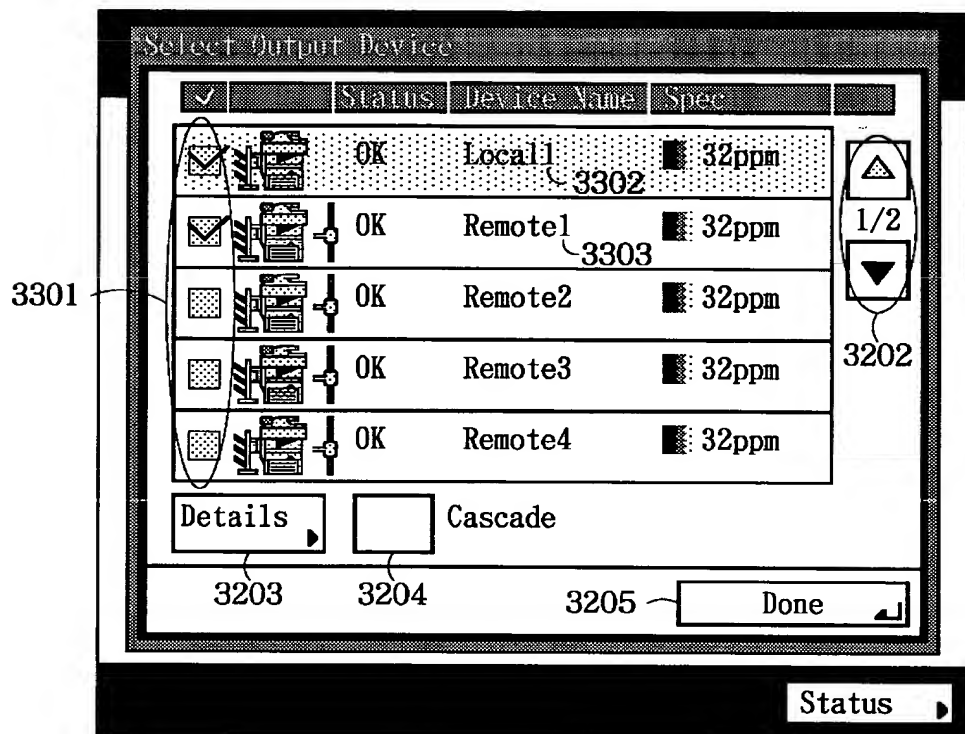 Select Output Device
Status Device Name Spec
OK Local1 32ppm
3302
OK Remote1 32ppm
3303
1/2
3301
OK Remote2 32ppm
3202
OK Remote3 32ppm
OK Remote4 32ppm
Details Cascade
3203 3204 3205 Done
Status